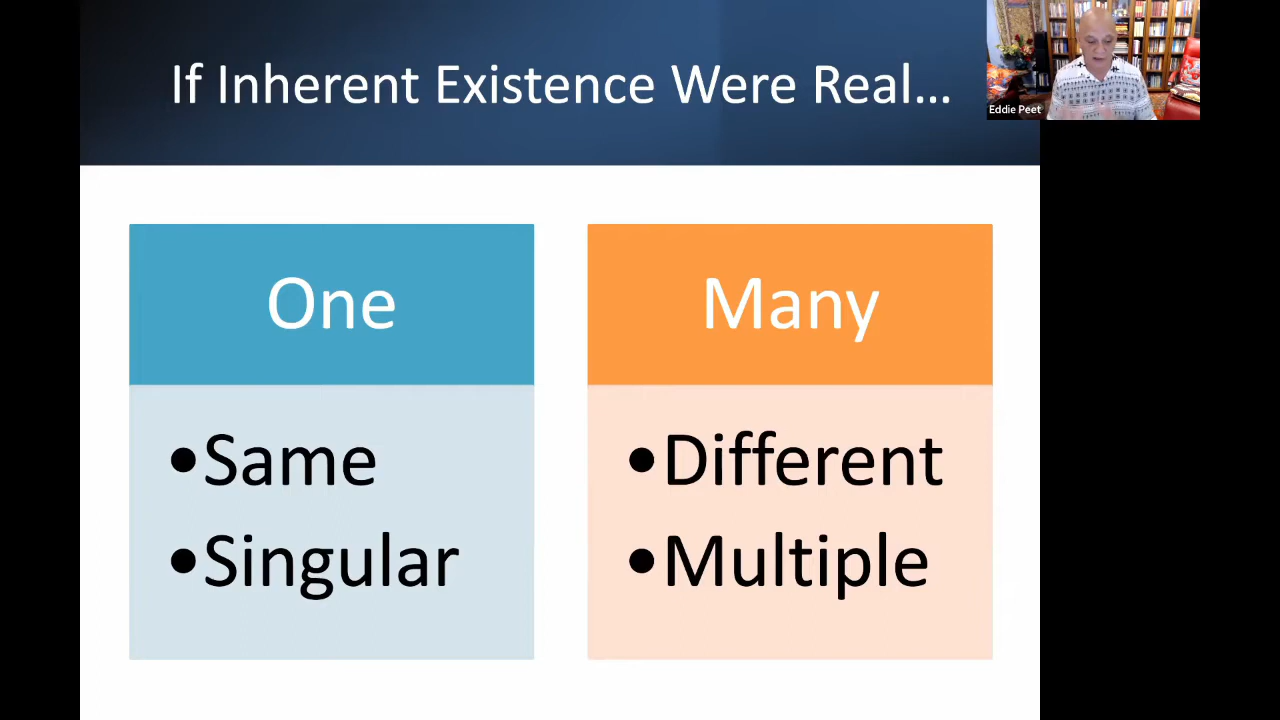 If Inherent Existence Were Real...
Eddie Peet
One
•Same
•Singular
Many
•Different
•Multiple